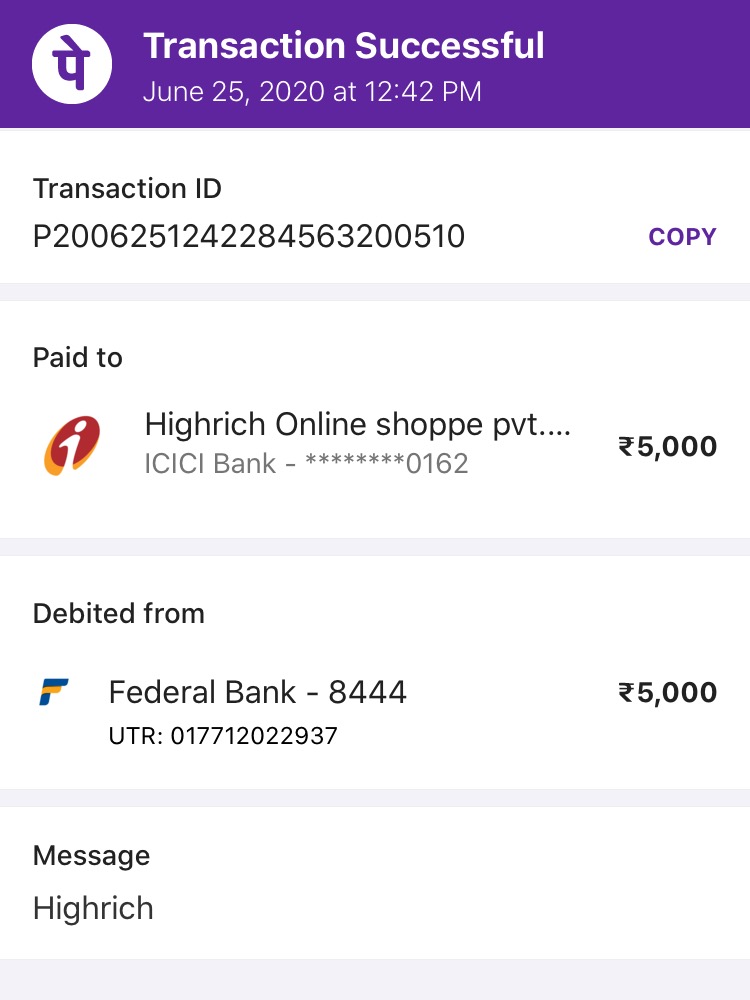 पे
Transaction Successful
June 25, 2020 at 12:42 PM
Transaction ID
P2006251242284563200510
COPY
Paid to
Highrich Online shoppe pvt....
ICICI Bank - ********0162
₹5,000
Debited from
Federal Bank - 8444
₹5,000
UTR: 017712022937
Message
Highrich